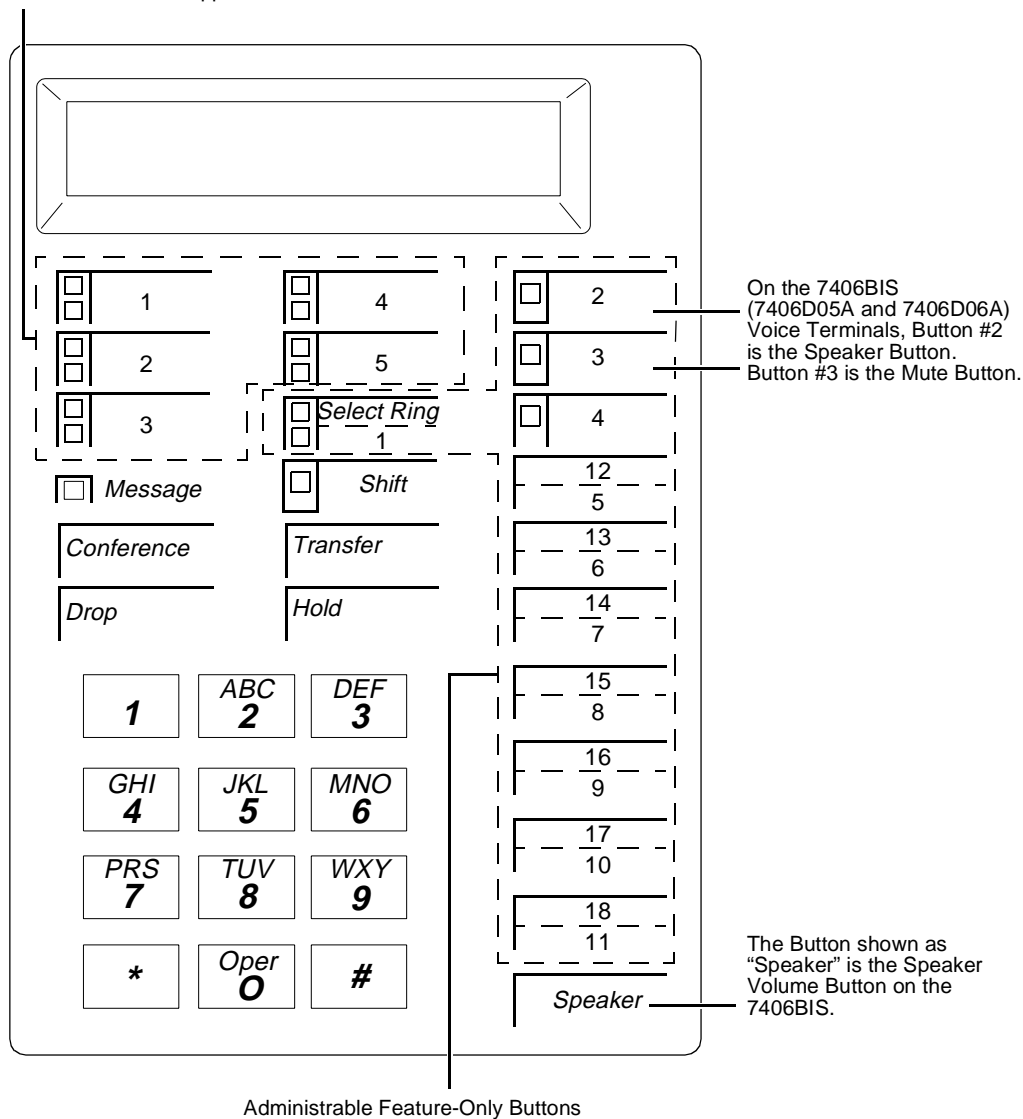 1
4
2
On the 7406BIS
(7406D05A and 7406D06A)
Voice Terminals, Button #2
is the Speaker Button.
Button #3 is the Mute Button.
2
5
3
3
Select Ring
1
4
Message
Shift
12
5
Conference
Transfer
13
6
Drop
Hold
14
7
1
ABC
2
DEF
3
15
8
GHI
4
JKL
5
MNO
6
16
9
PRS
7
TUV
8
WXY
9
17
10
18
11
*
Oper
O
#
Speaker
The Button shown as
“Speaker” is the Speaker
Volume Button on the
7406BIS.
Administrable Feature-Only Buttons